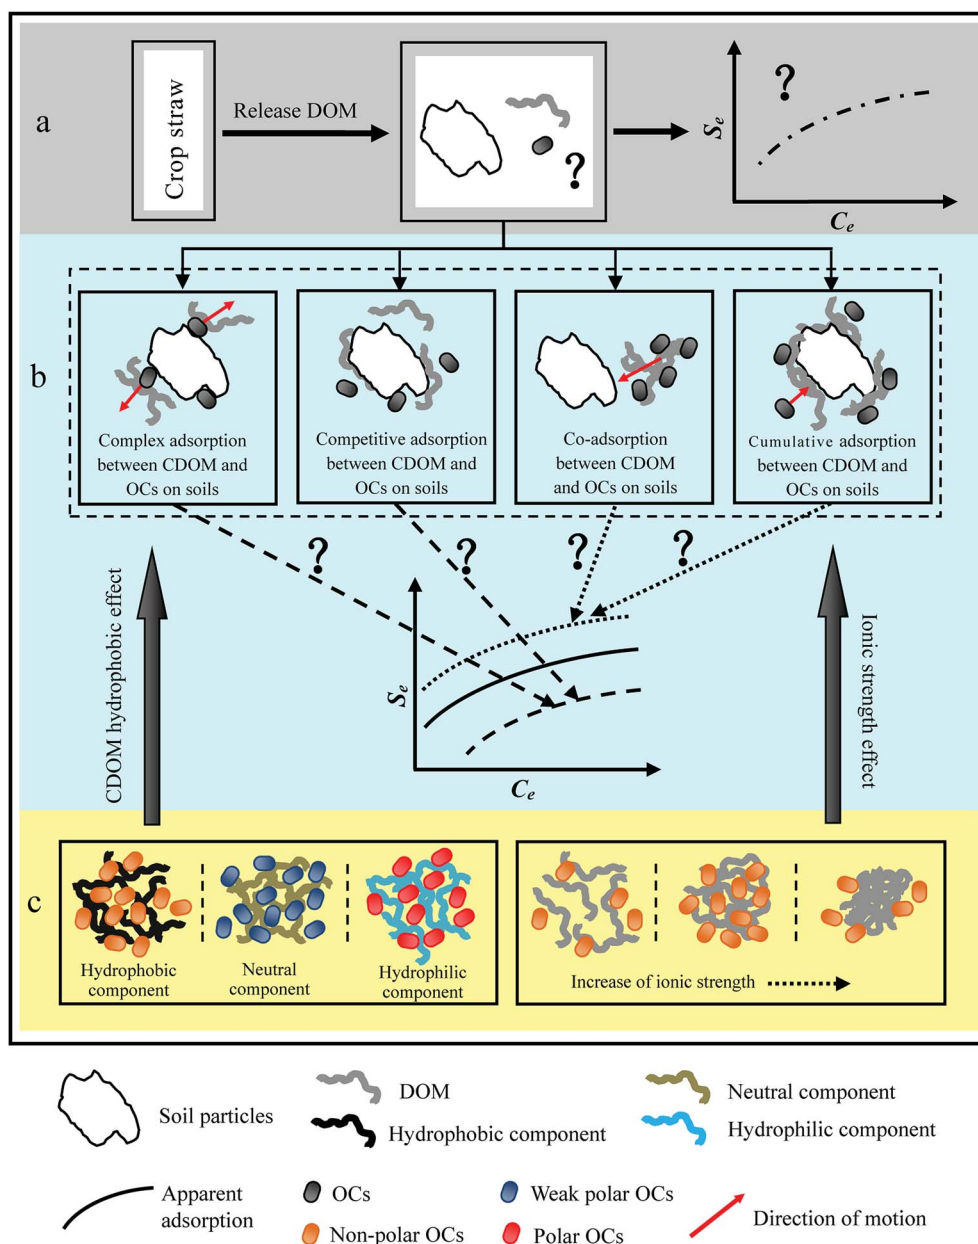 a
Crop straw
Release DOM
?
?
Se
Ce
b
Complex adsorption
between CDOM and
OCs on soils
Competitive adsorption
between CDOM and
OCs on soils
Co-adsorption
between CDOM
and OCs on soils
Cumulative adsorption
between CDOM and
OCs on soils
?
?
?
?
CDOM hydrophobic effect
Se
Ce
Ionic strength effect
c
Hydrophobic
component
Neutral
component
Hydrophilic
component
Increase of ionic strength
Soil particles
DOM
Hydrophobic component
Neutral component
Hydrophilic component
Apparent
adsorption
OCs
Non-polar OCs
Weak polar OCs
Polar OCs
Direction of motion